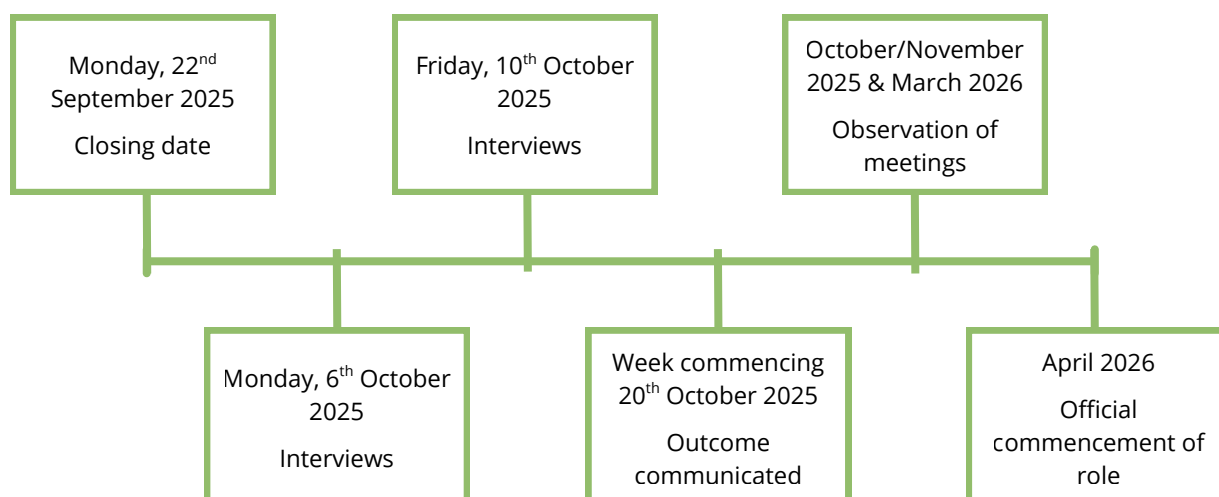 Monday, 22nd
September 2025
Closing date
Monday, 6th October
2025
Interviews
Friday, 10th October
2025
Interviews
Week commencing
20th October 2025
Outcome
communicated
October/November
2025 & March 2026
Observation of
meetings
April 2026
Official
commencement of
role